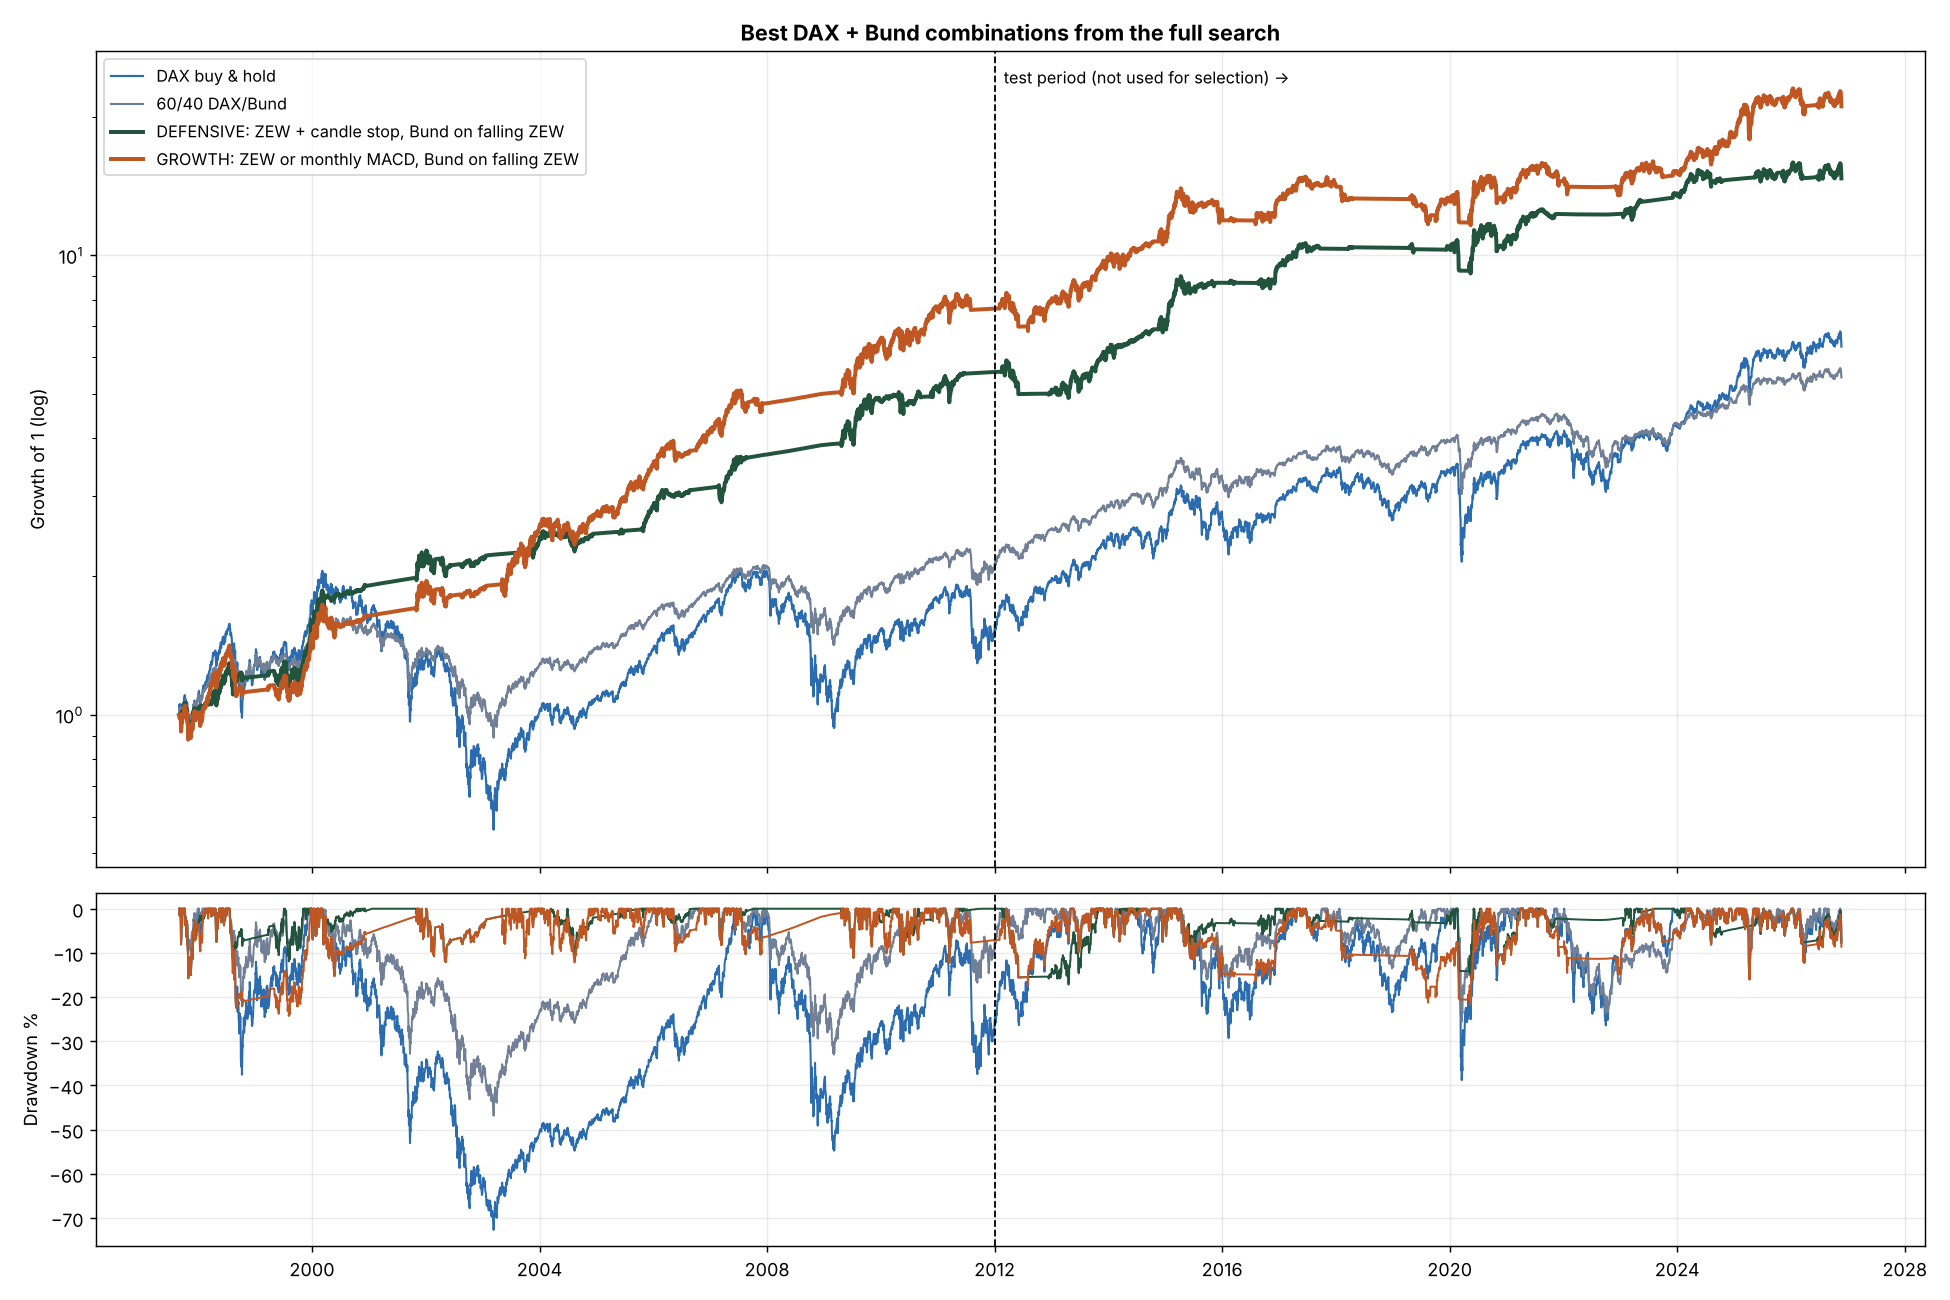 Best DAX + Bund combinations from the full search
DAX buy & hold
60/40 DAX/Bund
DEFENSIVE: ZEW + candle stop, Bund on falling ZEW
GROWTH: ZEW or monthly MACD, Bund on falling ZEW
test period (not used for selection) →
Growth of 1 (log)
10¹
10⁰
Drawdown %
0
−10
−20
−30
−40
−50
−60
−70
2000
2004
2008
2012
2016
2020
2024
2028